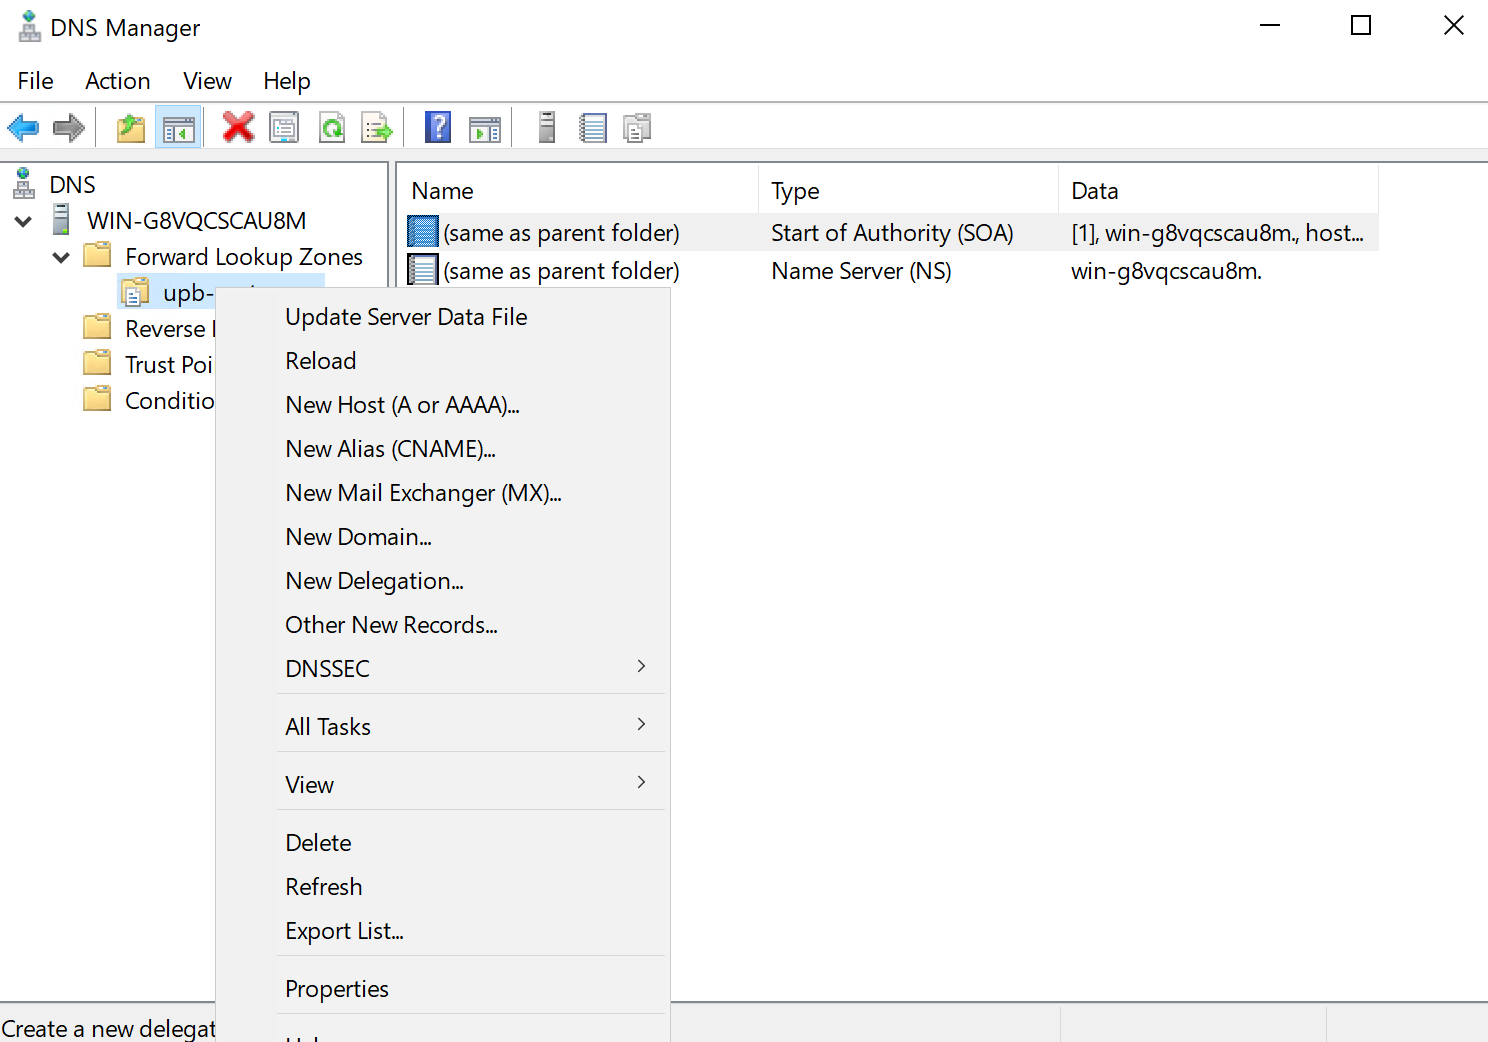 DNS Manager
File Action View Help
DNS
WIN-G8VQCSCAU8M
Forward Lookup Zones
upb-
Reverse
Trust Poi
Conditio
Name Type Data
(same as parent folder) Start of Authority (SOA) [1], win-g8vqcscau8m., host...
(same as parent folder) Name Server (NS) win-g8vqcscau8m.
Update Server Data File
Reload
New Host (A or AAAA)...
New Alias (CNAME)...
New Mail Exchanger (MX)...
New Domain...
New Delegation...
Other New Records...
DNSSEC
All Tasks
View
Delete
Refresh
Export List...
Properties
Create a new delegat